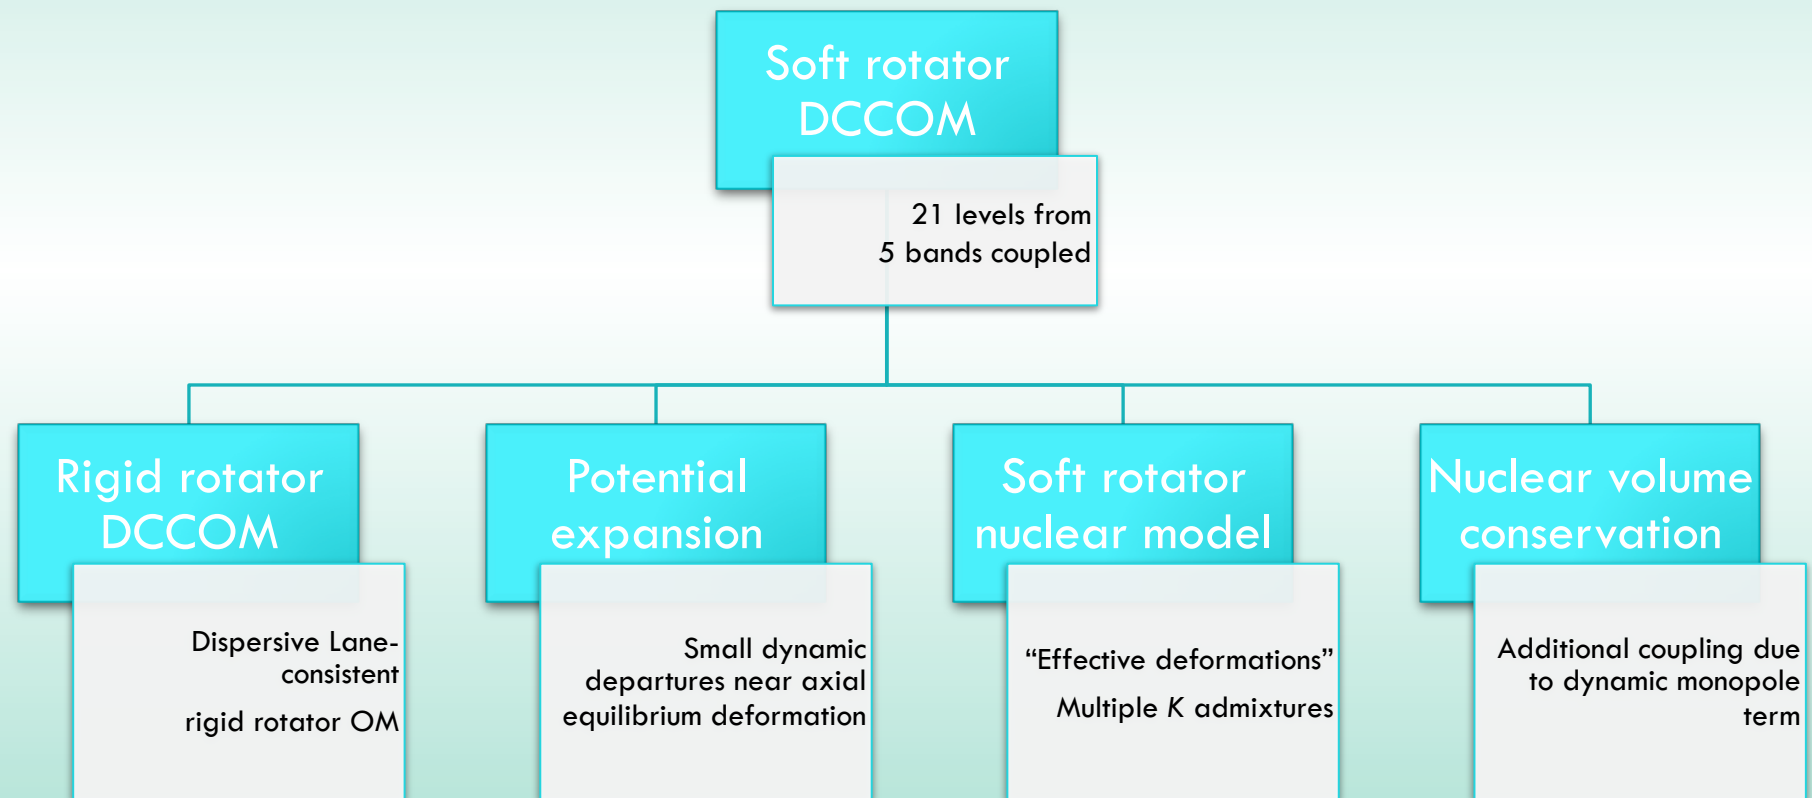 Soft rotator
DCCOM
21 levels from
5 bands coupled
Rigid rotator
DCCOM
Dispersive Lane-
consistent
rigid rotator OM
Potential
expansion
Small dynamic
departures near axial
equilibrium deformation
Soft rotator
nuclear model
“Effective deformations”
Multiple K admixtures
Nuclear volume
conservation
Additional coupling due
to dynamic monopole
term